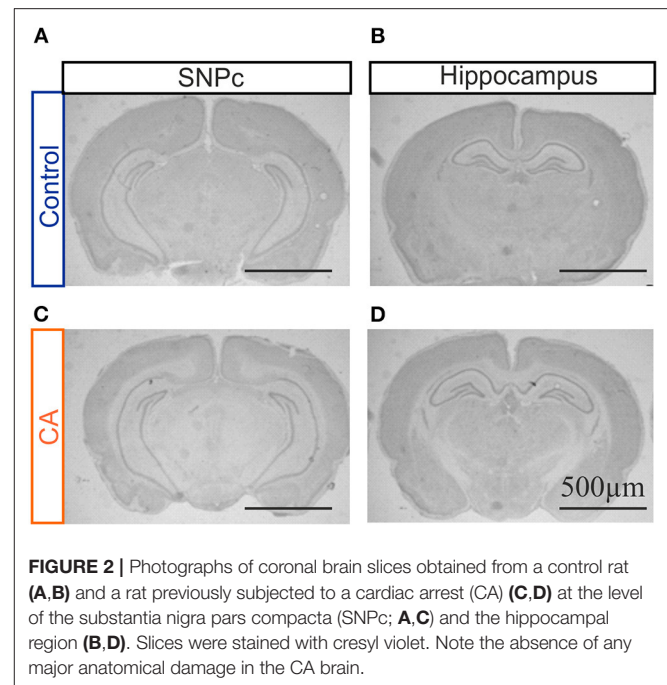 A
B
SNPc
Hippocampus
Control
C
D
CA
500µm
FIGURE 2 | Photographs of coronal brain slices obtained from a control rat
(A,B) and a rat previously subjected to a cardiac arrest (CA) (C,D) at the level
of the substantia nigra pars compacta (SNPc; A,C) and the hippocampal
region (B,D). Slices were stained with cresyl violet. Note the absence of any
major anatomical damage in the CA brain.